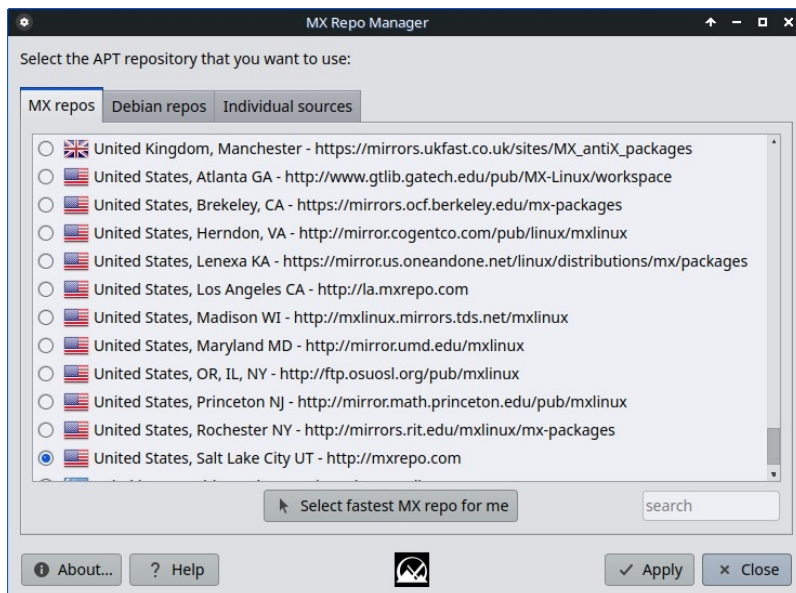 MX Repo Manager
Select the APT repository that you want to use:
MX repos Debian repos Individual sources
United Kingdom, Manchester - https://mirrors.ukfast.co.uk/sites/MX_antiX_packages
United States, Atlanta GA - http://www.gtlib.gatech.edu/pub/MX-Linux/workspace
United States, Brekeley, CA - https://mirrors.ocf.berkeley.edu/mx-packages
United States, Herndon, VA - http://mirror.cogentco.com/pub/linux/mxlinux
United States, Lenexa KA - https://mirror.us.oneandone.net/linux/distributions/mx/packages
United States, Los Angeles CA - http://la.mxrepo.com
United States, Madison WI - http://mxlinux.mirrors.tds.net/mxlinux
United States, Maryland MD - http://mirror.umd.edu/mxlinux
United States, OR, IL, NY - http://ftp.osuosl.org/pub/mxlinux
United States, Princeton NJ - http://mirror.math.princeton.edu/pub/mxlinux
United States, Rochester NY - http://mirrors.rit.edu/mxlinux/mx-packages
United States, Salt Lake City UT - http://mxrepo.com
Select fastest MX repo for me search
About... ? Help Apply Close